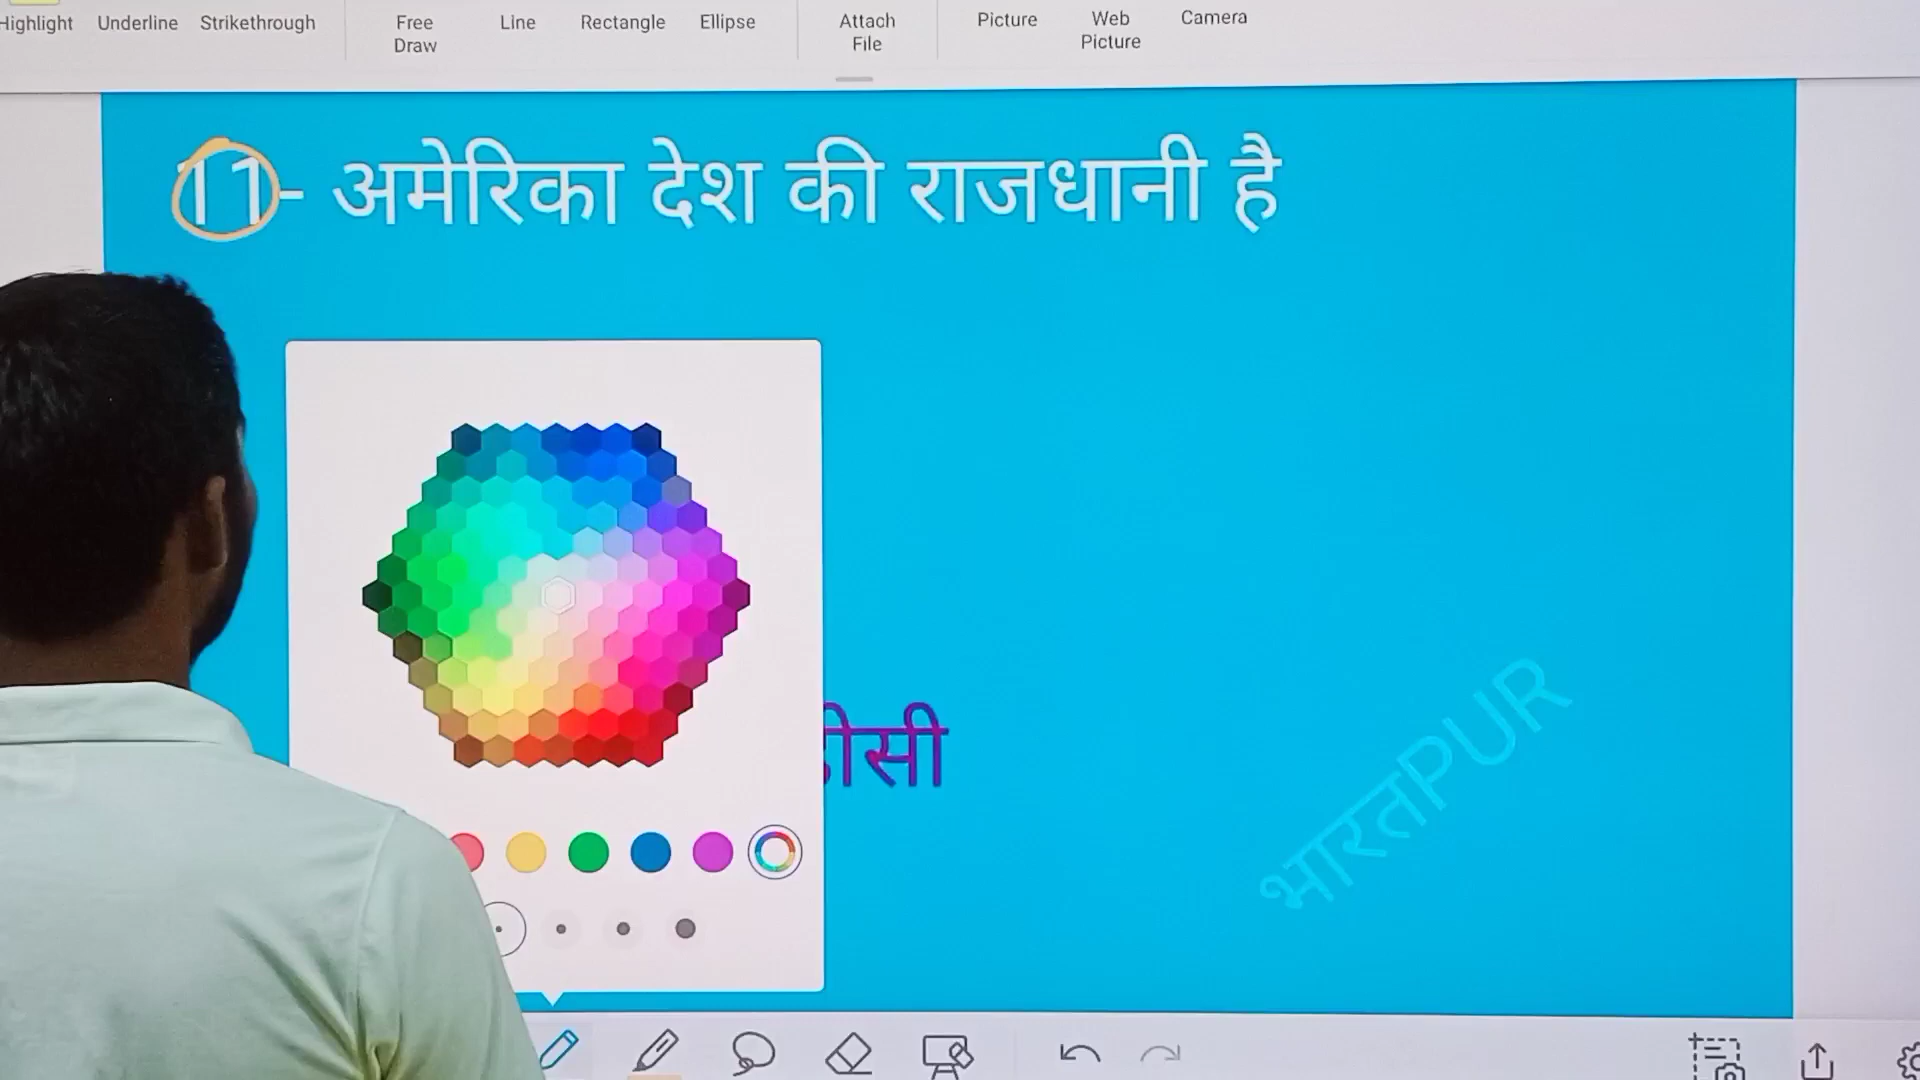 Highlight Underline Strikethrough Free Draw Line Rectangle Ellipse Attach File Picture Web Picture Camera
11- अमेरिका देश की राजधानी है
भारतPUR